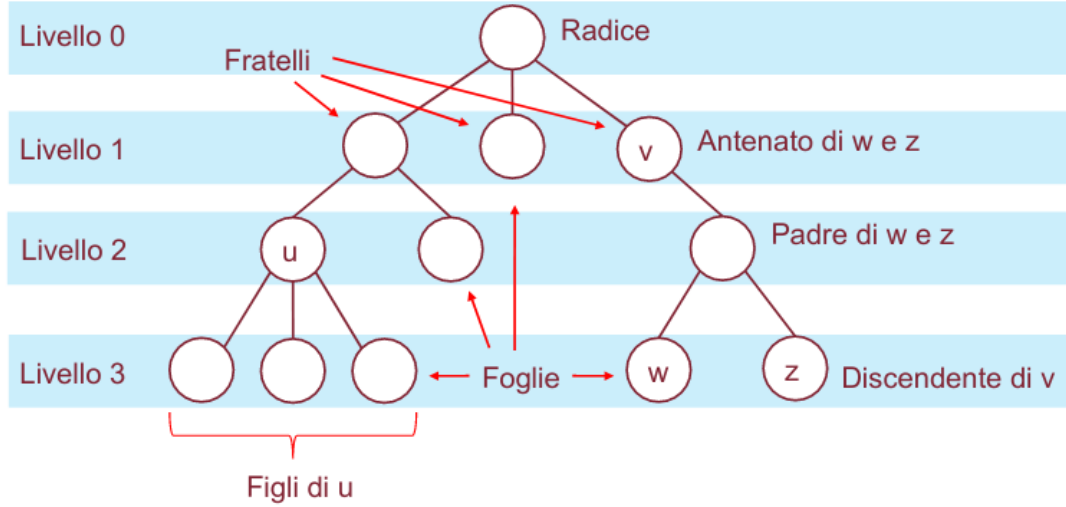 Livello 0
Radice
Fratelli
Livello 1
v
Antenato di w e z
Livello 2
u
Padre di w e z
Livello 3
Foglie
w
z
Discendente di v
Figli di u